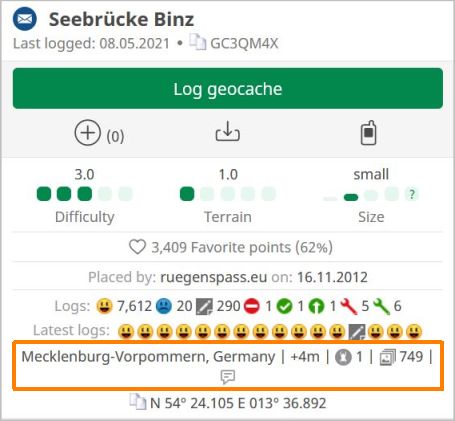 Seebrücke Binz
Last logged: 08.05.2021 • GC3QM4X
Log geocache
(0)
3.0 1.0 small
?
Difficulty Terrain Size
3,409 Favorite points (62%)
Placed by: ruegenspass.eu on: 16.11.2012
Logs: 7,612 20 290 1 1 1 5 6
Latest logs:
Mecklenburg-Vorpommern, Germany | +4m | 1 | 749 |
N 54° 24.105 E 013° 36.892